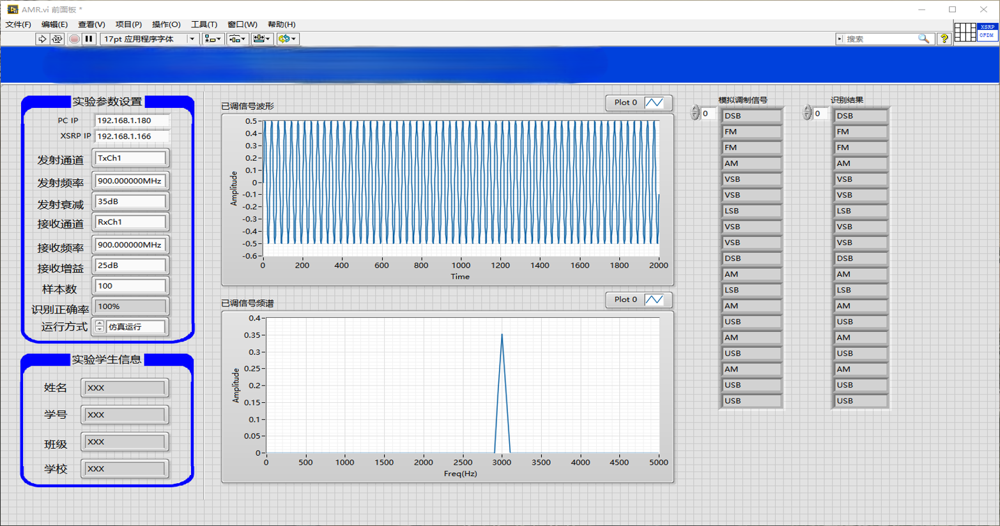 AMR.vi 前面板 *
文件(F) 编辑(E) 查看(V) 项目(P) 操作(O) 工具(T) 窗口(W) 帮助(H)
17pt 应用程序字体
搜索
?
XSRP
OFDM
实验参数设置
PC IP 192.168.1.180
XSRP IP 192.168.1.166
发射通道 TxCh1
发射频率 900.000000MHz
发射衰减 35dB
接收通道 RxCh1
接收频率 900.000000MHz
接收增益 25dB
样本数 100
识别正确率 100%
运行方式 仿真运行
实验学生信息
姓名 XXX
学号 XXX
班级 XXX
学校 XXX
已调信号波形
Plot 0
Amplitude
0.5
0.4
0.3
0.2
0.1
0
-0.1
-0.2
-0.3
-0.4
-0.5
-0.6
0 200 400 600 800 1000 1200 1400 1600 1800 2000
Time
已调信号频谱
Plot 0
Amplitude
0.4
0.35
0.3
0.25
0.2
0.15
0.1
0.05
0
0 500 1000 1500 2000 2500 3000 3500 4000 4500 5000
Freq(Hz)
模拟调制信号
0
DSB
FM
FM
AM
VSB
VSB
LSB
VSB
VSB
DSB
AM
LSB
AM
USB
AM
USB
AM
USB
USB
识别结果
0
DSB
FM
FM
AM
VSB
VSB
LSB
VSB
VSB
DSB
AM
LSB
AM
USB
AM
USB
AM
USB
USB